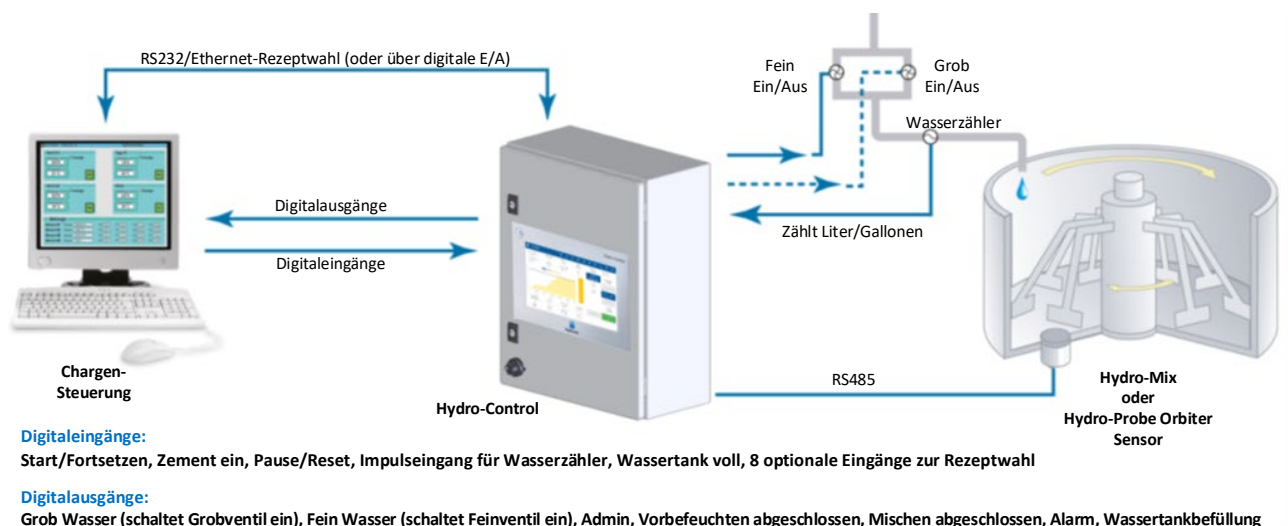 RS232/Ethernet-Rezeptwahl (oder über digitale E/A)
Fein
Ein/Aus
Grob
Ein/Aus
Wasserzähler
Digitalausgänge
Digitaleingänge
Zählt Liter/Gallonen
RS485
Chargen-
Steuerung
Hydro-Control
Hydro-Mix
oder
Hydro-Probe Orbiter
Sensor
Digitaleingänge:
Start/Fortsetzen, Zement ein, Pause/Reset, Impulseingang für Wasserzähler, Wassertank voll, 8 optionale Eingänge zur Rezeptwahl
Digitalausgänge:
Grob Wasser (schaltet Grobventil ein), Fein Wasser (schaltet Feinventil ein), Admin, Vorbefeuchten abgeschlossen, Mischen abgeschlossen, Alarm, Wassertankbefüllung